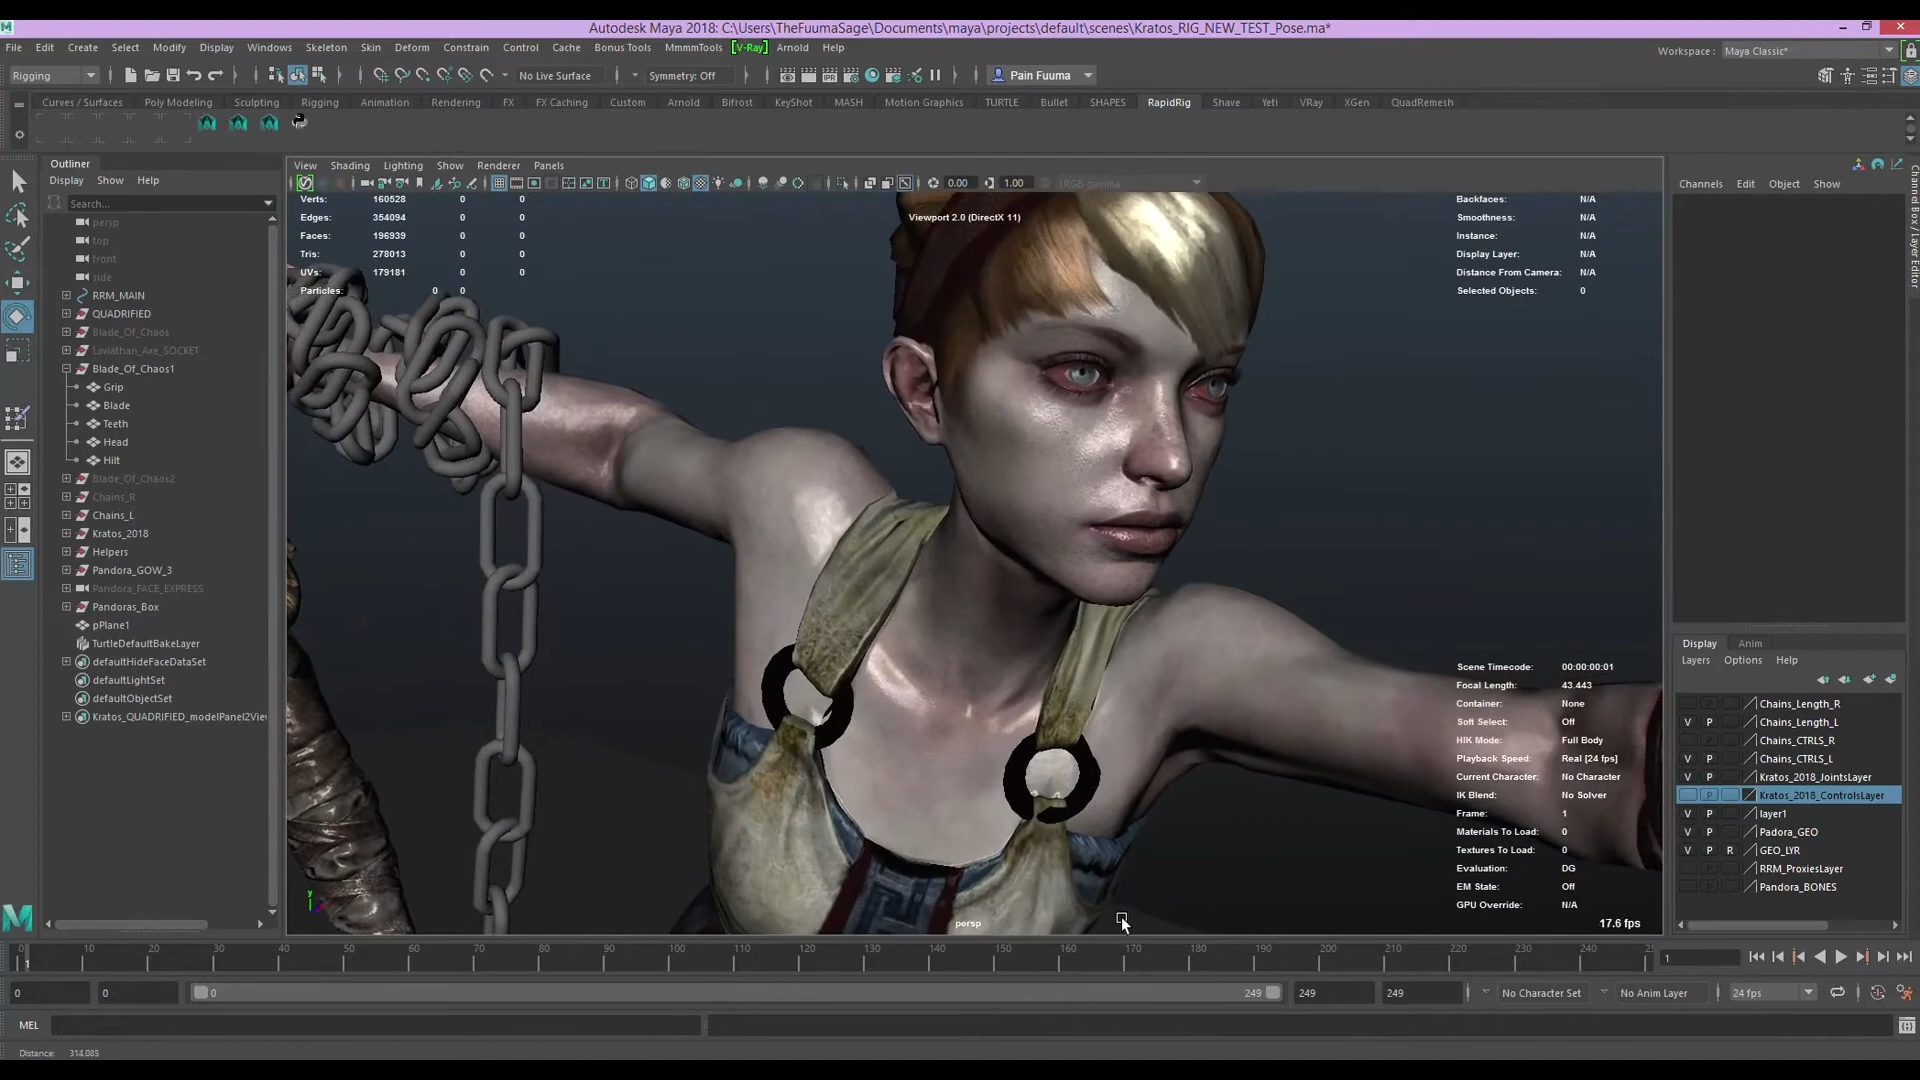 Autodesk Maya 2018: C:\Users\TheFuumaSage\Documents\maya\projects\default\scenes\Kratos_RIG_NEW_TEST_Pose.ma*
File Edit Create Select Modify Display Windows Skeleton Skin Deform Constrain Control Cache Bonus Tools MmmmTools [V-Ray] Arnold Help
Workspace : Maya Classic*
Rigging No Live Surface Symmetry: Off Pain Fuuma
Curves / Surfaces Poly Modeling Sculpting Rigging Animation Rendering FX FX Caching Custom Arnold Bifrost KeyShot MASH Motion Graphics TURTLE Bullet SHAPES RapidRig Shave Yeti VRay XGen QuadRemesh
Outliner
Display Show Help
Search...
persp
top
front
side
RRM_MAIN
QUADRIFIED
Blade_Of_Chaos
Laviathan_Axe_SOCKET
Blade_Of_Chaos1
Grip
Blade
Teeth
Head
Hilt
Blade_Of_Chaos2
Chains_R
Chains_L
Kratos_2018
Helpers
Pandora_GOW_3
Pandora_FACE_EXPRESS
Pandoras_Box
pPlane1
TurtleDefaultBakeLayer
defaultHideFaceDataSet
defaultLightSet
defaultObjectSet
Kratos_QUADRIFIED_modelPanel2View
View Shading Lighting Show Renderer Panels
0.00 1.00 sRGB gamma
Verts: 160528 0 0
Edges: 354094 0 0
Faces: 196939 0 0
Tris: 278013 0 0
UVs: 179181 0 0
Particles: 0 0
Viewport 2.0 (DirectX 11)
Backfaces: N/A
Smoothness: N/A
Instance: N/A
Display Layer: N/A
Distance From Camera: N/A
Selected Objects: 0
Scene Timecode: 00:00:00:01
Focal Length: 43.443
Container: None
Soft Select: Off
HIK Mode: Full Body
Playback Speed: Real [24 fps]
Current Character: No Character
IK Blend: No Solver
Frame: 1
Materials To Load: 0
Textures To Load: 0
Evaluation: DG
EM State: Off
GPU Override: N/A
persp
17.6 fps
y
Channels Edit Object Show
Channel Box / Layer Editor
Display Anim
Layers Options Help
Chains_Length_R
V P Chains_Length_L
Chains_CTRLS_R
V P Chains_CTRLS_L
V P Kratos_2018_JointsLayer
P Kratos_2018_ControlsLayer
V P layer1
V P Padora_GEO
V P R GEO_LYR
RRM_ProxiesLayer
Pandora_BONES
0 10 20 30 40 50 60 70 80 90 100 110 120 130 140 150 160 170 180 190 200 210 220 230 240 25
1
1
0 0 0 249 249 249 No Character Set No Anim Layer 24 fps
MEL
Distance: 314.085